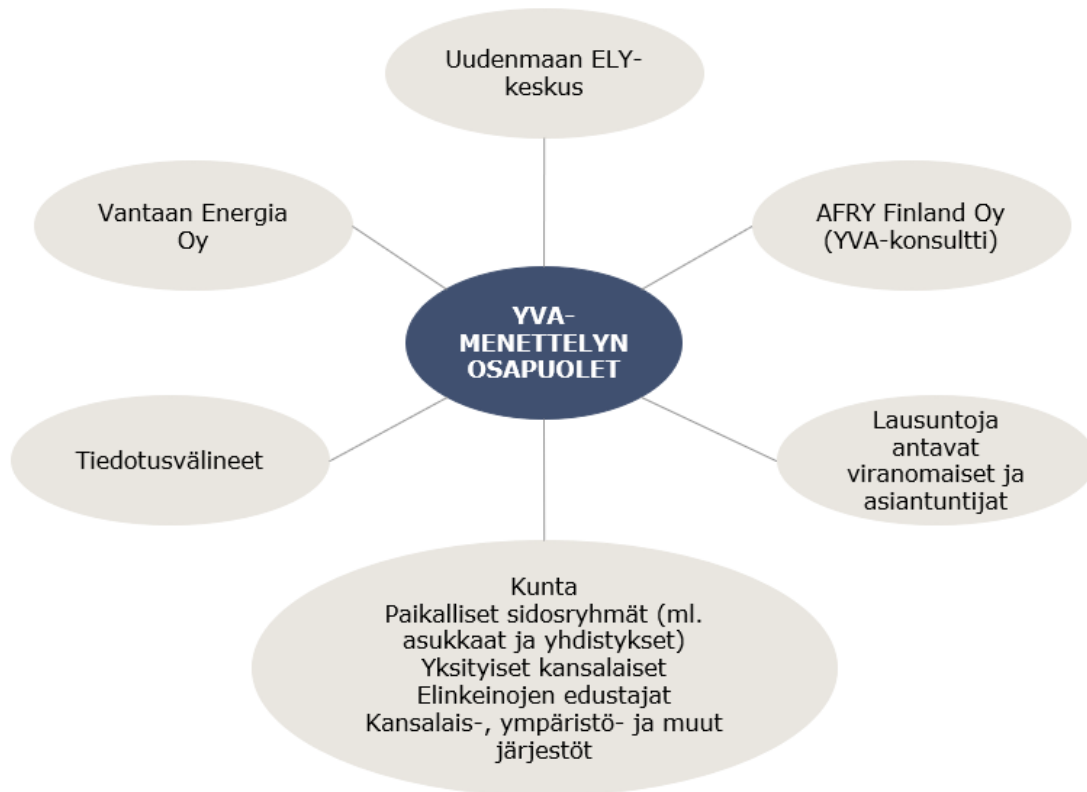 Uudenmaan ELY-
keskus
Vantaan Energia
Oy
AFRY Finland Oy
(YVA-konsultti)
YVA-
MENETTELYN
OSAPUOLET
Tiedotusvälineet
Lausuntoja
antavat
viranomaiset ja
asiantuntijat
Kunta
Paikalliset sidosryhmät (ml.
asukkaat ja yhdistykset)
Yksityiset kansalaiset
Elinkeinojen edustajat
Kansalais-, ympäristö- ja muut
järjestöt